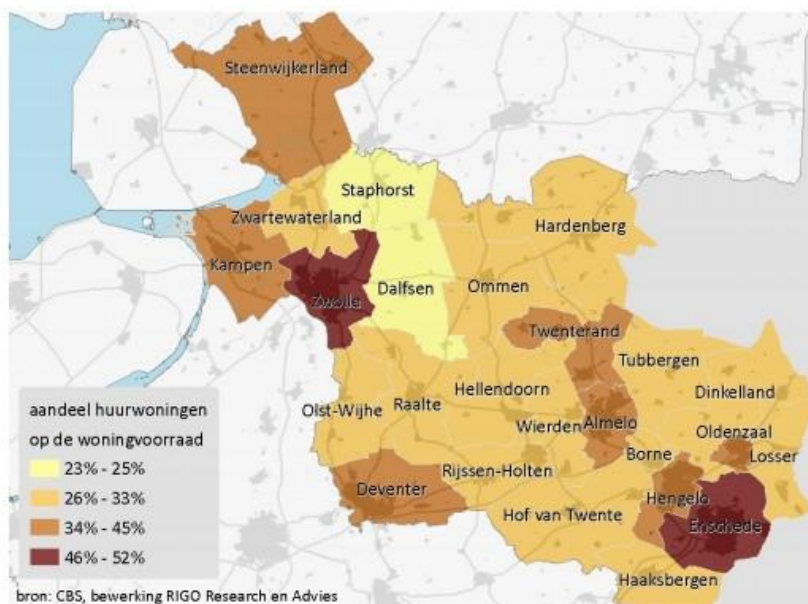 Steenwijkerland
Staphorst
Zwartewaterland
Hardenberg
Kampen
Zwolle
Dalfsen
Ommen
Twenterand
Tubbergen
Hellendoorn
Dinkelland
Olst-Wijhe
Raalte
Wierden
Almelo
Oldenzaal
Borne
Losser
Rijssen-Holten
Deventer
Hengelo
Hof van Twente
Enschede
Haaksbergen
aandeel huurwoningen
op de woningvoorraad
23% - 25%
26% - 33%
34% - 45%
46% - 52%
bron: CBS, bewerking RIGO Research en Advies